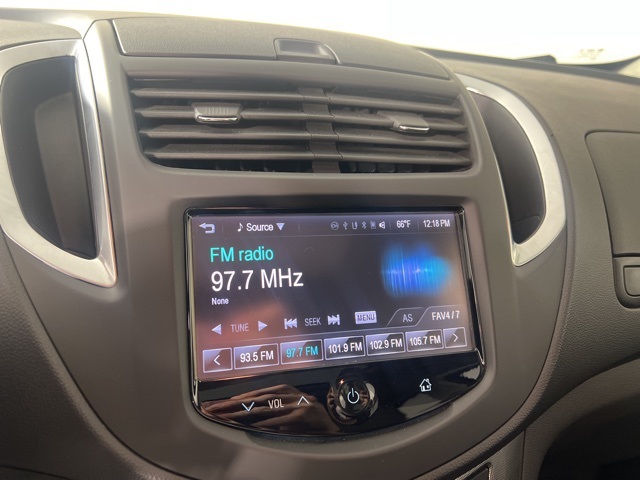 Source 66°F 12:18 PM
FM radio
97.7 MHz
None
TUNE SEEK MENU AS FAV4 / 7
93.5 FM 97.7 FM 101.9 FM 102.9 FM 105.7 FM
VOL